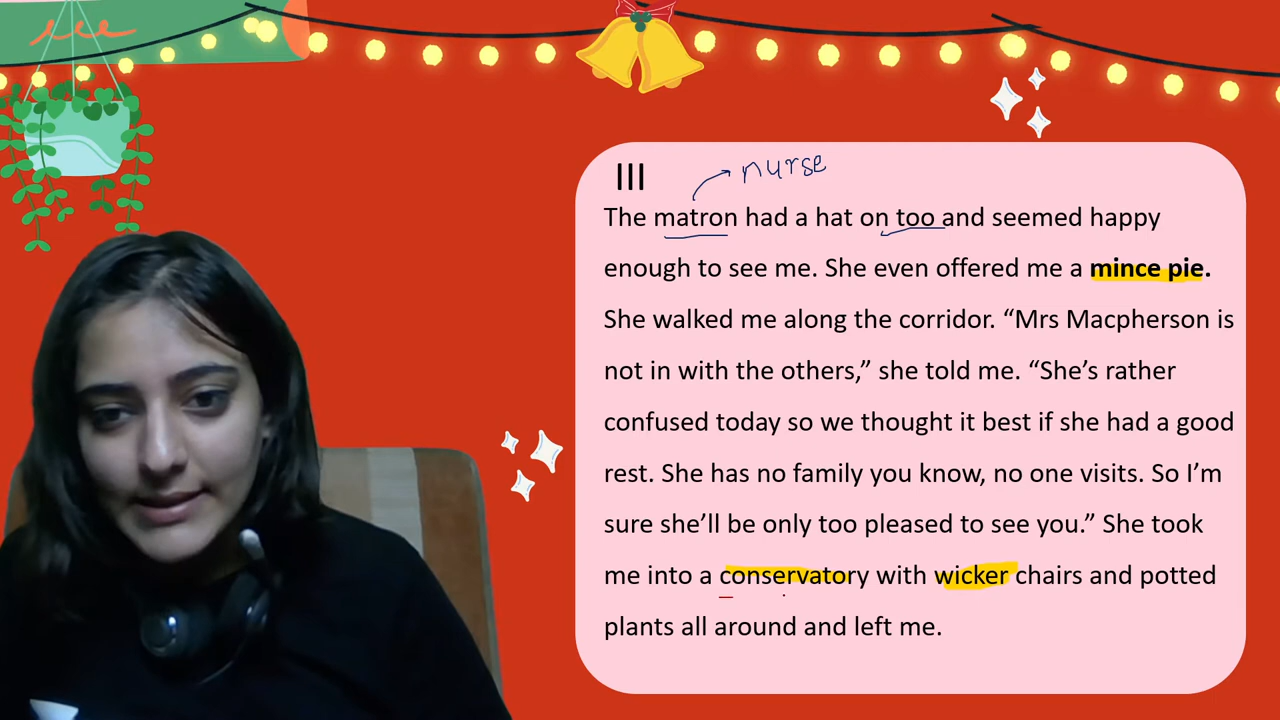 III
nurse
The matron had a hat on too and seemed happy
enough to see me. She even offered me a mince pie.
She walked me along the corridor. “Mrs Macpherson is
not in with the others,” she told me. “She’s rather
confused today so we thought it best if she had a good
rest. She has no family you know, no one visits. So I’m
sure she’ll be only too pleased to see you.” She took
me into a conservatory with wicker chairs and potted
plants all around and left me.